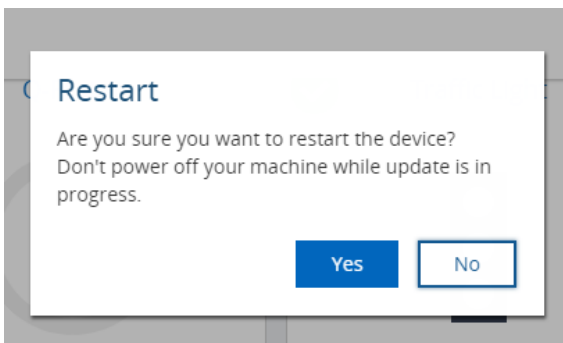 Restart
Are you sure you want to restart the device?
Don't power off your machine while update is in
progress.
Yes
No